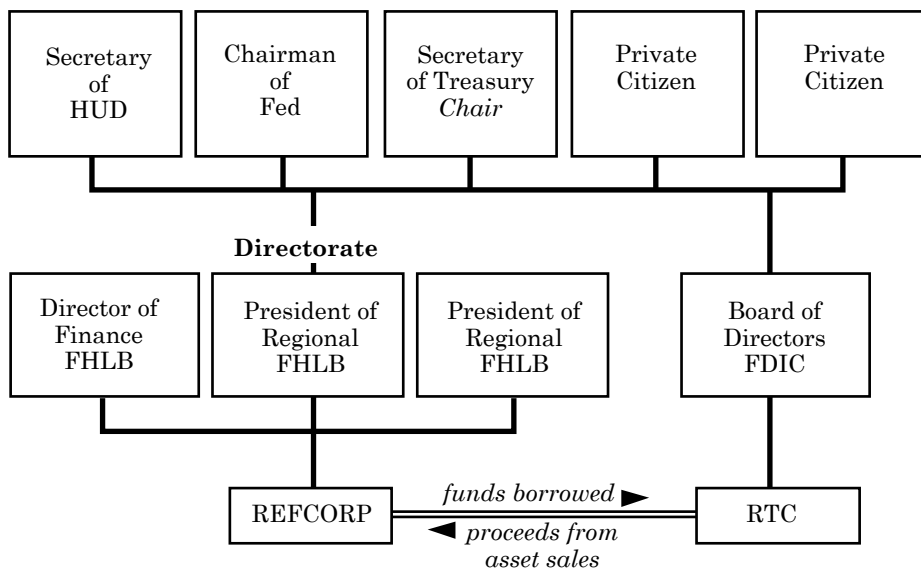 Secretary
of
HUD
Chairman
of
Fed
Secretary
of Treasury
Chair
Private
Citizen
Private
Citizen
Directorate
Director of
Finance
FHLB
President of
Regional
FHLB
President of
Regional
FHLB
Board of
Directors
FDIC
REFCORP
funds borrowed
proceeds from
asset sales
RTC